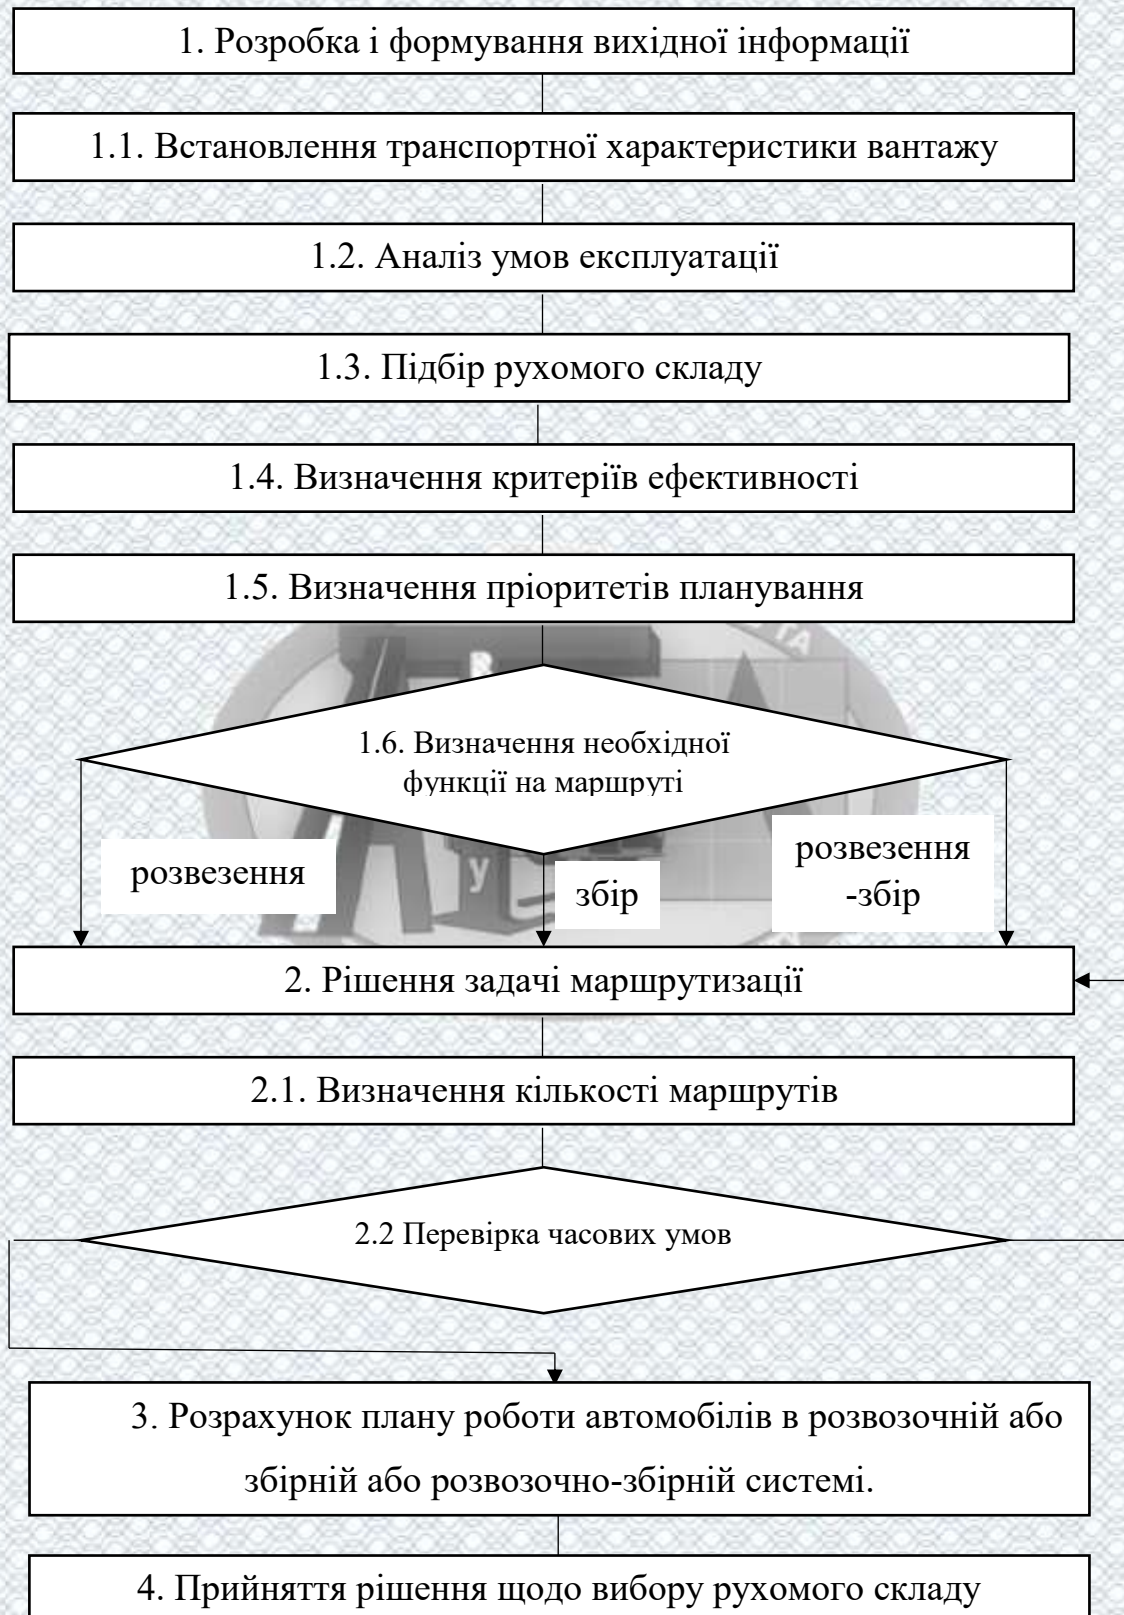 1. Розробка і формування вихідної інформації
1.1. Встановлення транспортної характеристики вантажу
1.2. Аналіз умов експлуатації
1.3. Підбір рухомого складу
1.4. Визначення критеріїв ефективності
1.5. Визначення пріоритетів планування
В
ТА
1.6. Визначення необхідної
функції на маршруті
розвезення
у
збір
розвезення
-збір
2. Рішення задачі маршрутизації
2.1. Визначення кількості маршрутів
2.2 Перевірка часових умов
3. Розрахунок плану роботи автомобілів в розвозочній або
збірній або розвозочно-збірній системі.
4. Прийняття рішення щодо вибору рухомого складу